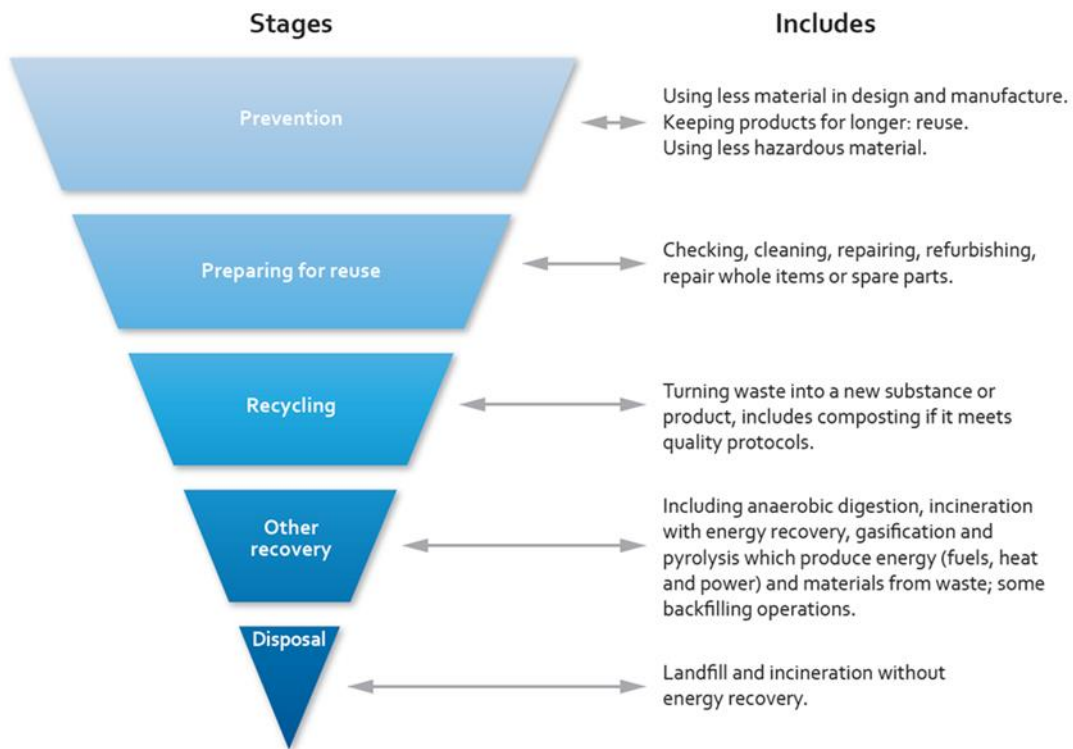 Stages
Includes
Prevention
Using less material in design and manufacture.
Keeping products for longer: reuse.
Using less hazardous material.
Preparing for reuse
Checking, cleaning, repairing, refurbishing,
repair whole items or spare parts.
Recycling
Turning waste into a new substance or
product, includes composting if it meets
quality protocols.
Other
recovery
Including anaerobic digestion, incineration
with energy recovery, gasification and
pyrolysis which produce energy (fuels, heat
and power) and materials from waste; some
backfilling operations.
Disposal
Landfill and incineration without
energy recovery.